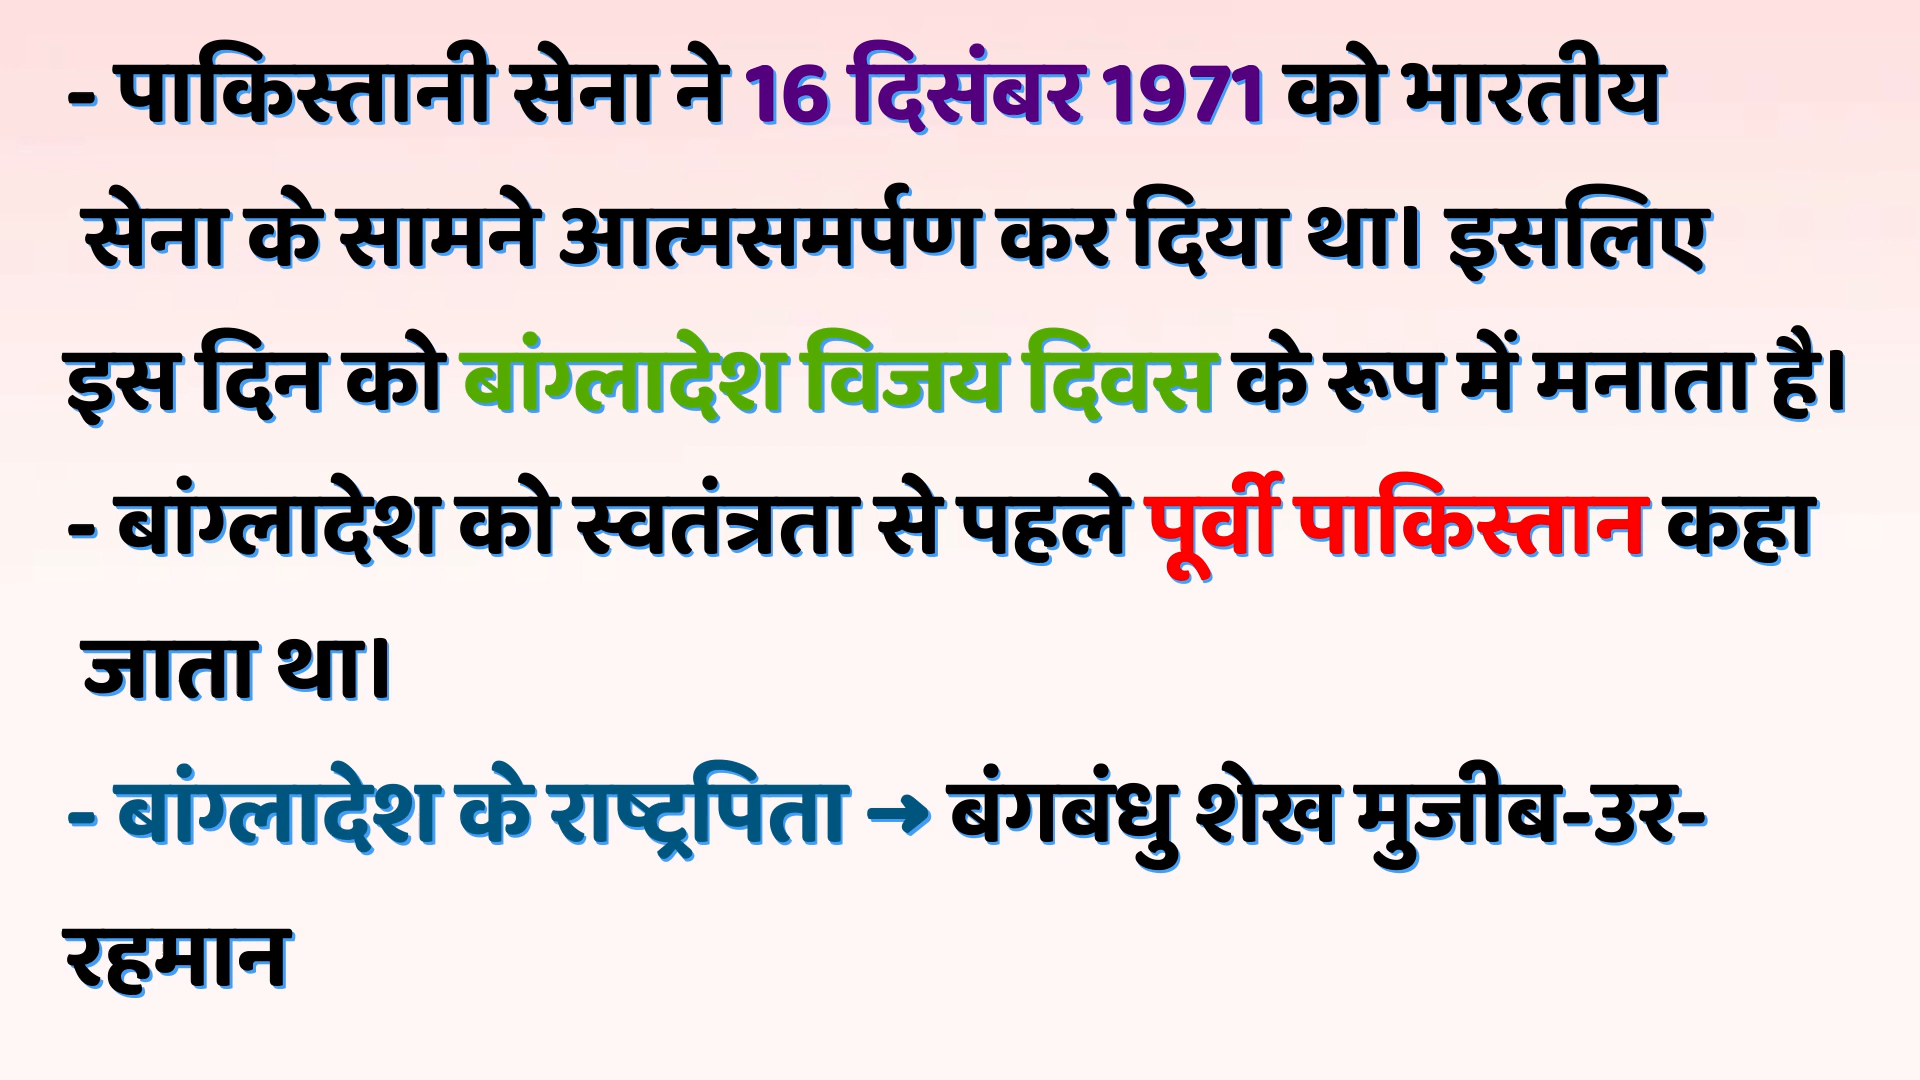 - पाकिस्तानी सेना ने 16 दिसंबर 1971 को भारतीय
सेना के सामने आत्मसमर्पण कर दिया था। इसलिए
इस दिन को बांग्लादेश विजय दिवस के रूप में मनाता है।
- बांग्लादेश को स्वतंत्रता से पहले पूर्वी पाकिस्तान कहा
जाता था।
- बांग्लादेश के राष्ट्रपिता → बंगबंधु शेख मुजीब-उर-
रहमान